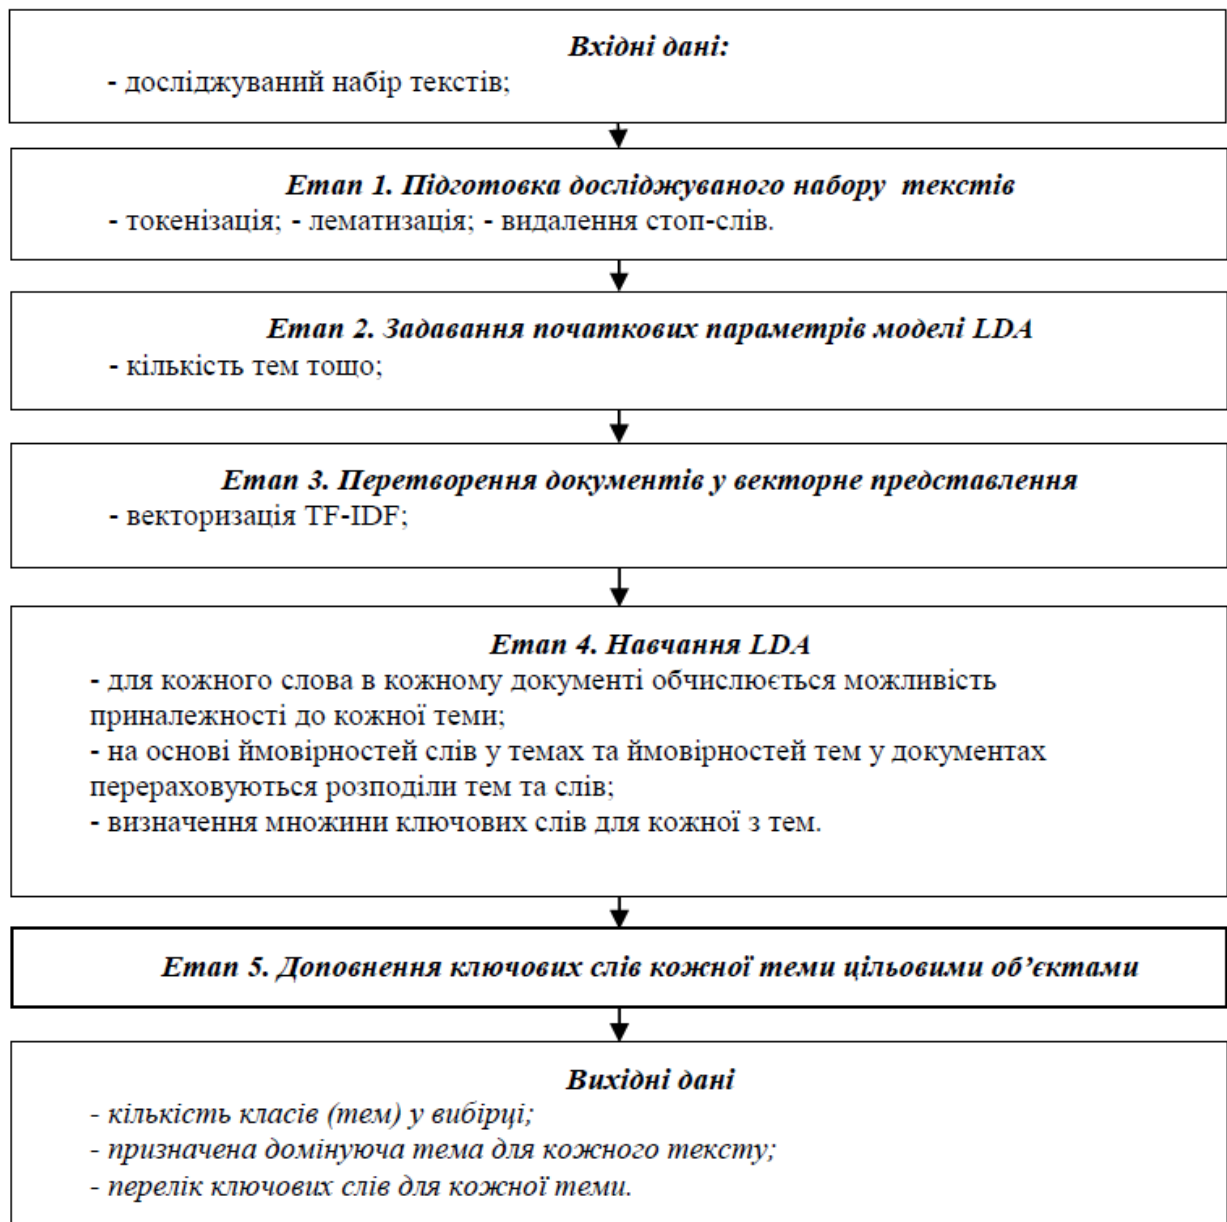 Вхідні дані:
- досліджуваний набір текстів;
Етап 1. Підготовка досліджуваного набору текстів
- токенізація; - лематизація; - видалення стоп-слів.
Етап 2. Задавання початкових параметрів моделі LDA
- кількість тем тощо;
Етап 3. Перетворення документів у векторне представлення
- векторизація TF-IDF;
Етап 4. Навчання LDA
- для кожного слова в кожному документі обчислюється можливість
приналежності до кожної теми;
- на основі ймовірностей слів у темах та ймовірностей тем у документах
перераховуються розподіли тем та слів;
- визначення множини ключових слів для кожної з тем.
Етап 5. Доповнення ключових слів кожної теми цільовими об’єктами
Вихідні дані
- кількість класів (тем) у вибірці;
- призначена домінуюча тема для кожного тексту;
- перелік ключових слів для кожної теми.